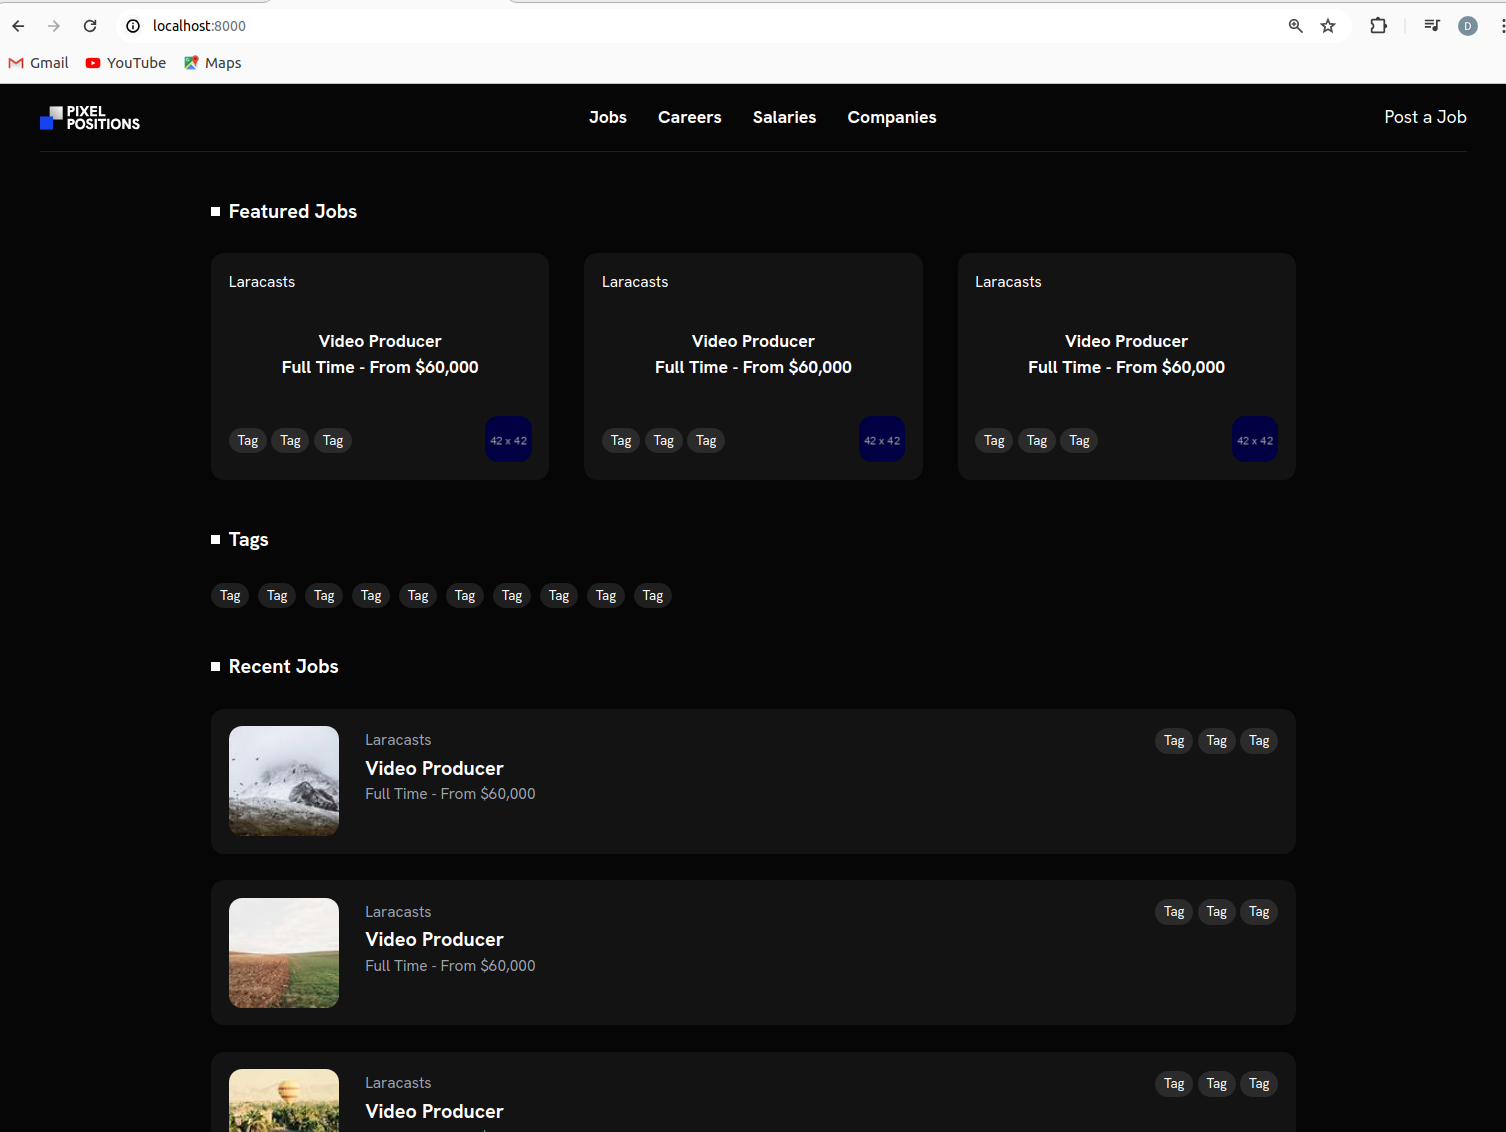 localhost:8000
D
Gmail YouTube Maps
PIXEL
POSITIONS
Jobs Careers Salaries Companies
Post a Job
Featured Jobs
Laracasts
Video Producer
Full Time - From $60,000
Tag Tag Tag
42 x 42
Laracasts
Video Producer
Full Time - From $60,000
Tag Tag Tag
42 x 42
Laracasts
Video Producer
Full Time - From $60,000
Tag Tag Tag
42 x 42
Tags
Tag Tag Tag Tag Tag Tag Tag Tag Tag Tag
Recent Jobs
Laracasts
Video Producer
Full Time - From $60,000
Tag Tag Tag
Laracasts
Video Producer
Full Time - From $60,000
Tag Tag Tag
Laracasts
Video Producer
Tag Tag Tag